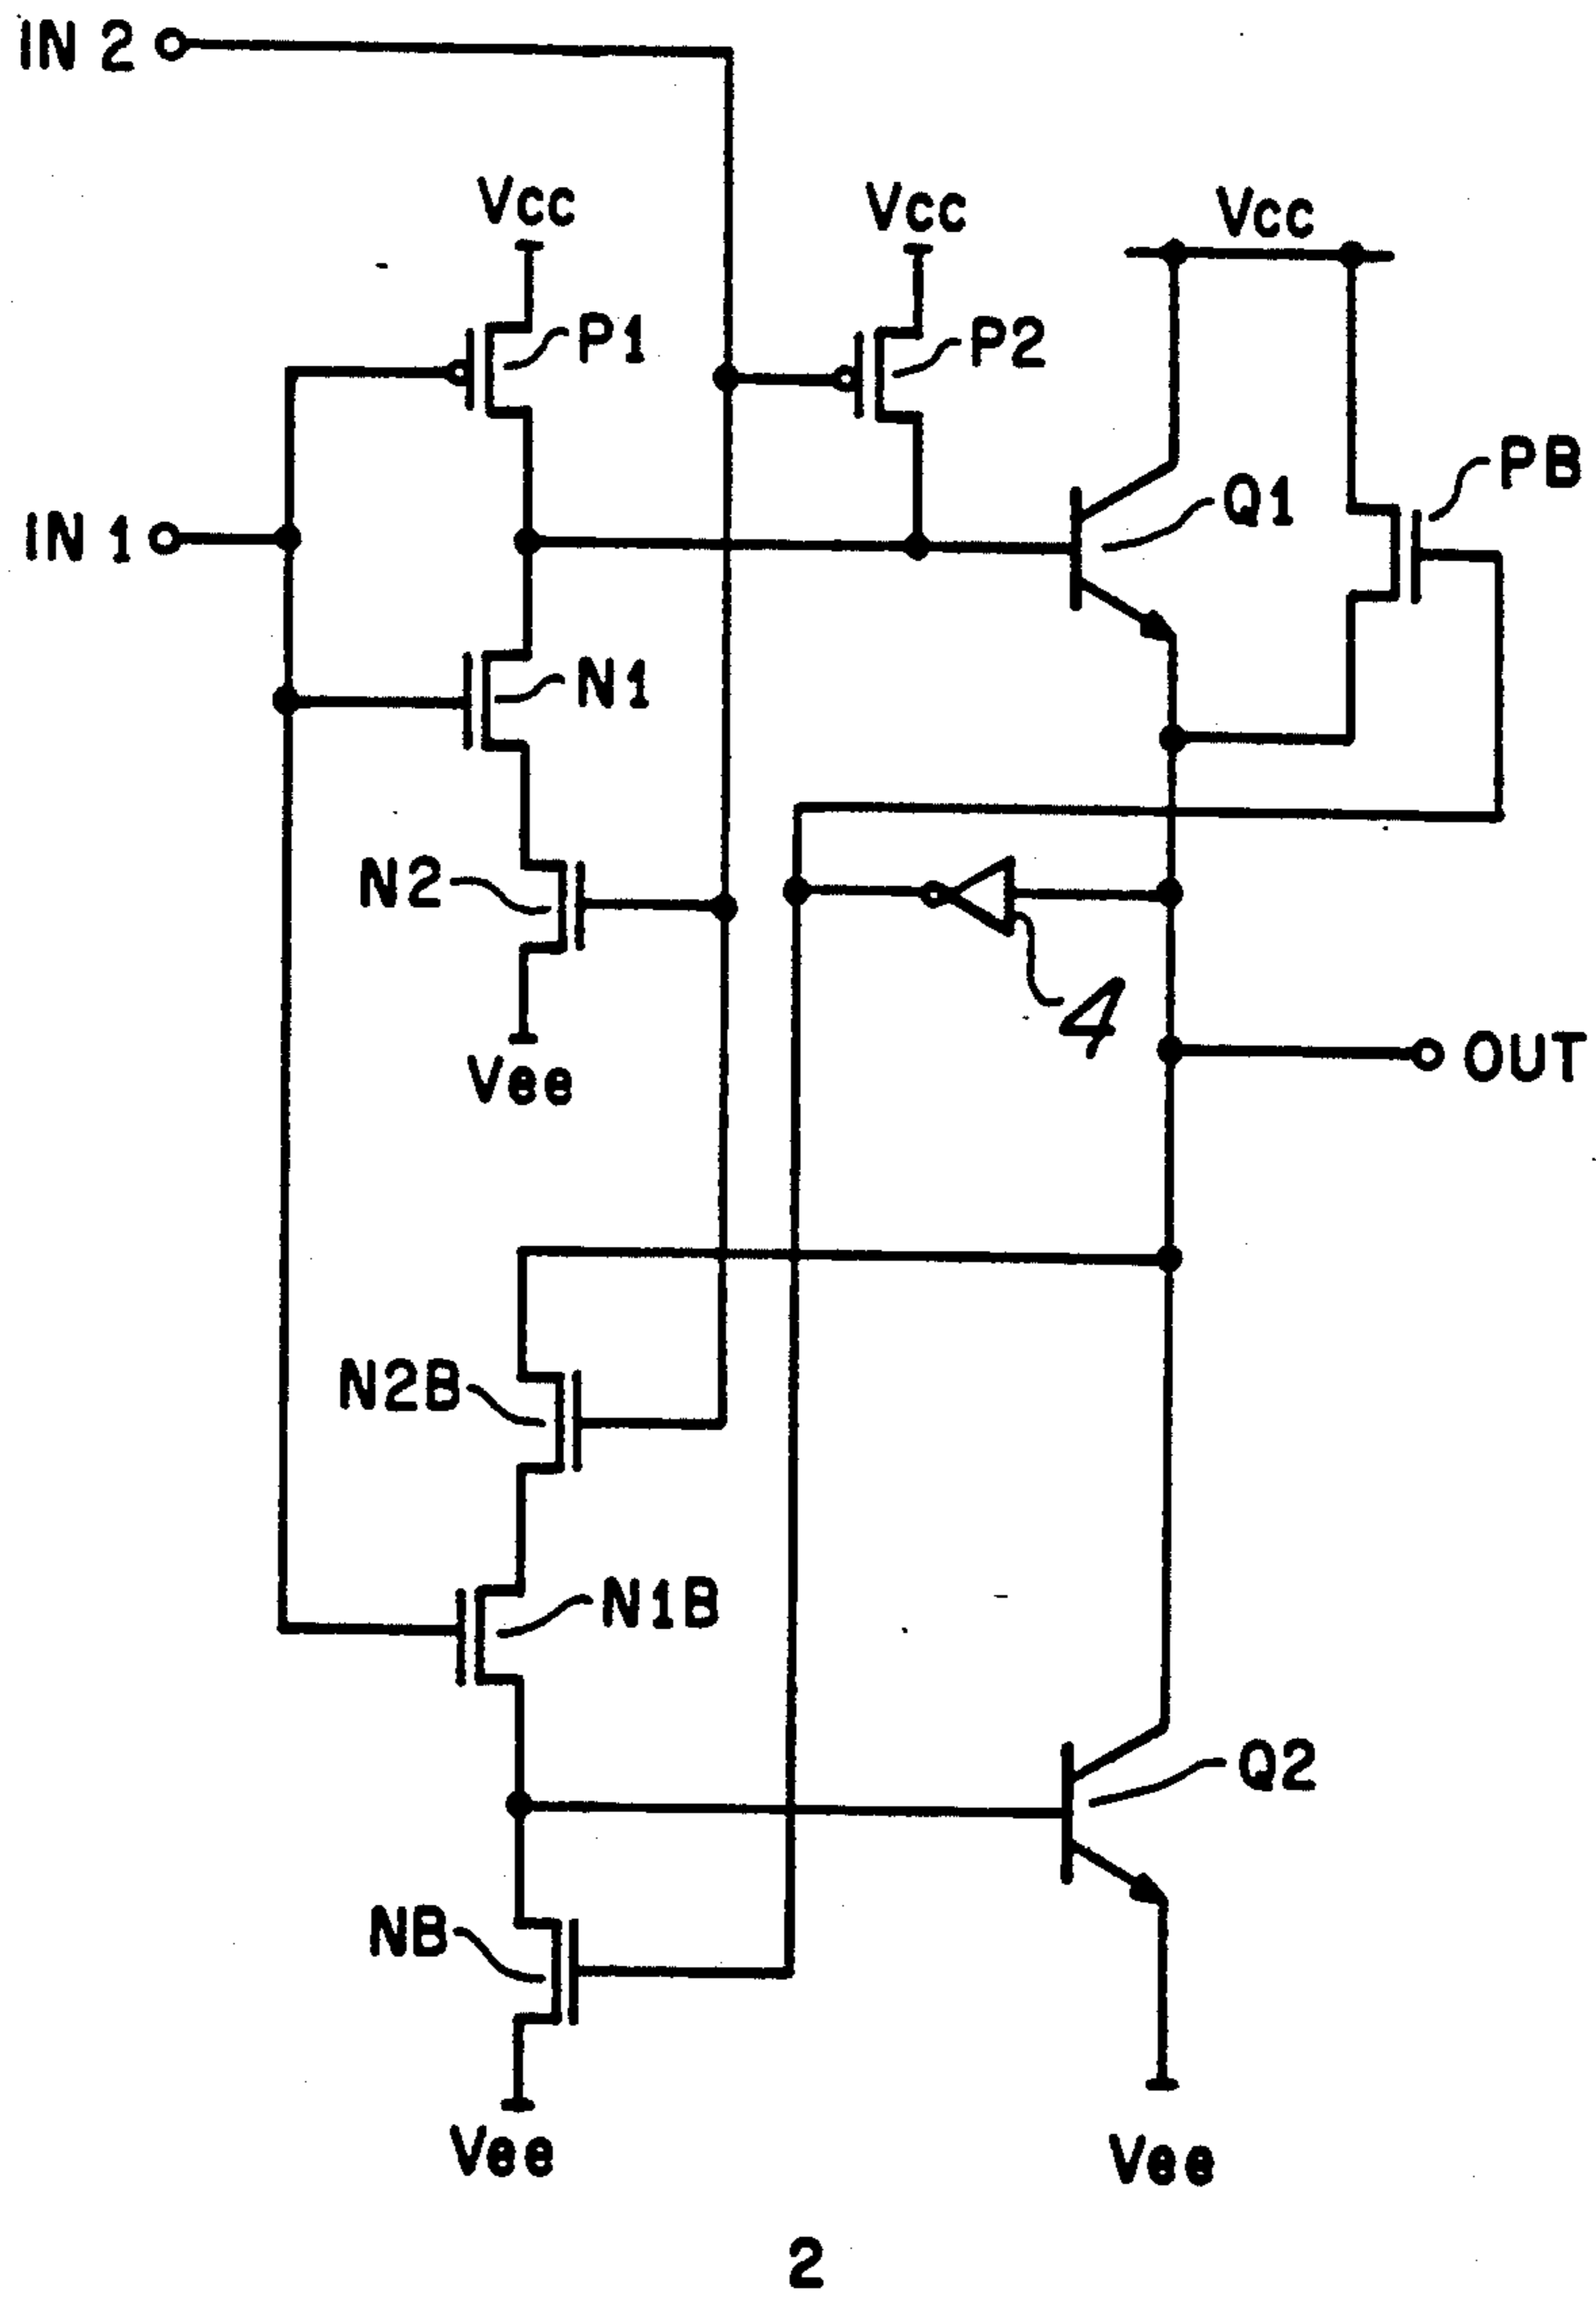 IN 2
Vcc
Vcc
Vcc
P1
P2
PB
Q1
IN 1
N1
N2
4
OUT
Vee
N2B
N1B
Q2
NB
Vee
Vee
2